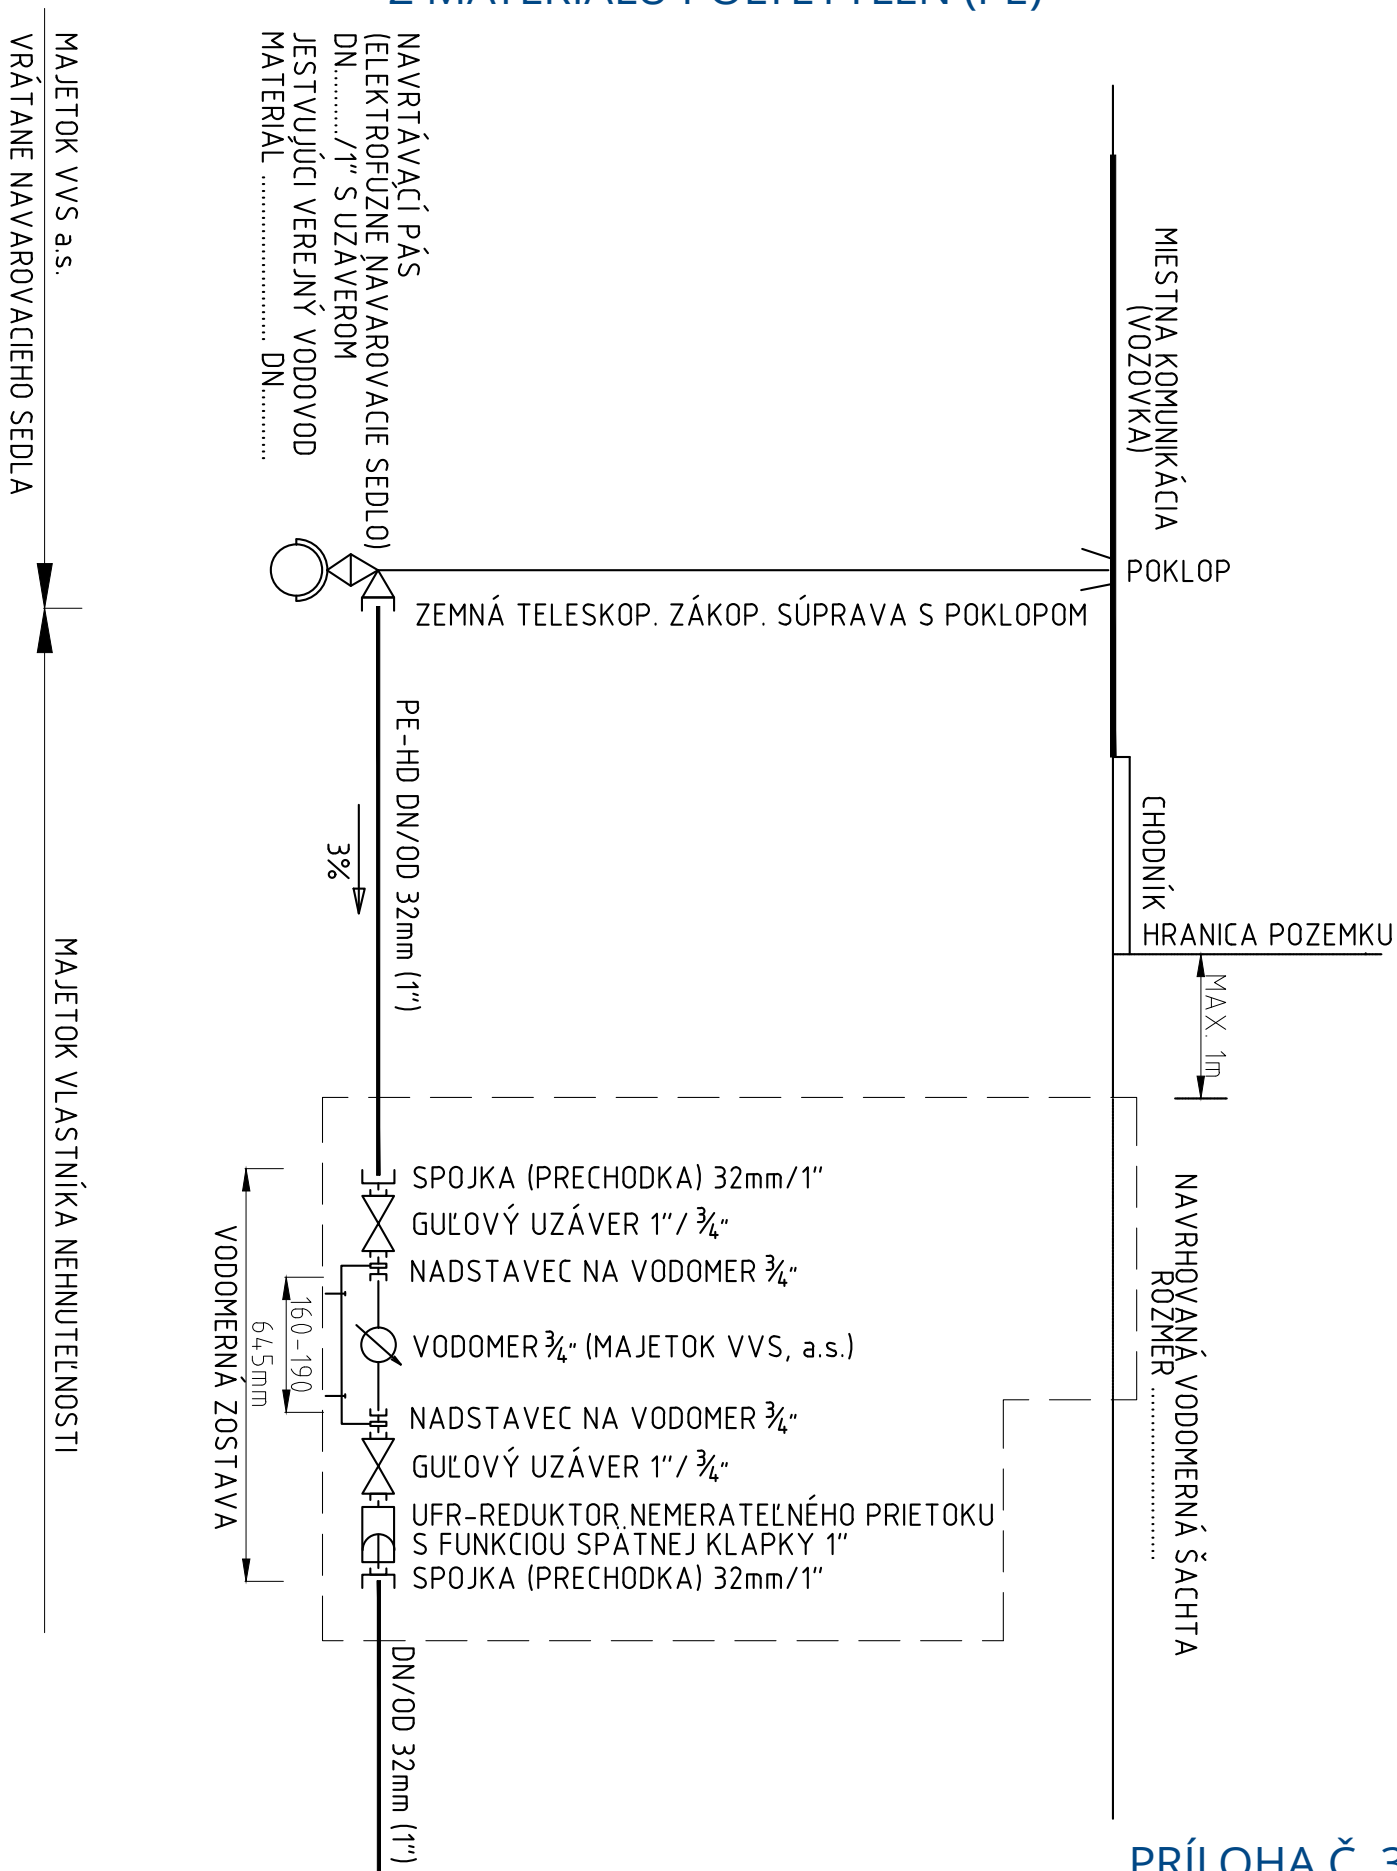 MIESTNA KOMUNIKÁCIA
(VOZOVKA)
POKLOP
CHODNÍK
HRANICA POZEMKU
MAX. 1m
NAVRHOVANÁ VODOMERNÁ ŠACHTA
ROZMER ........................
NAVRTÁVACÍ PÁS
(ELEKTROFÚZNE NAVAROVACIE SEDLO)
DN........./1" S UZÁVEROM
JESTVUJÚCI VEREJNÝ VODOVOD
MATERIÁL ........................ DN..........
ZEMNÁ TELESKOP. ZÁKOP. SÚPRAVA S POKLOPOM
PE-HD DN/OD 32mm (1")
3%
SPOJKA (PRECHODKA) 32mm/1"
GUĽOVÝ UZÁVER 1"/ ¾"
NADSTAVEC NA VODOMER ¾"
VODOMER ¾" (MAJETOK VVS, a.s.)
NADSTAVEC NA VODOMER ¾"
GUĽOVÝ UZÁVER 1"/ ¾"
UFR-REDUKTOR NEMERATEĽNÉHO PRIETOKU
S FUNKCIOU SPÄTNEJ KLAPKY 1"
SPOJKA (PRECHODKA) 32mm/1"
160-190
645mm
VODOMERNÁ ZOSTAVA
DN/OD 32mm (1")
MAJETOK VVS a.s.
VRÁTANE NAVAROVACIEHO SEDLA
MAJETOK VLASTNÍKA NEHNUTEĽNOSTI
PRÍLOHA Č. 3